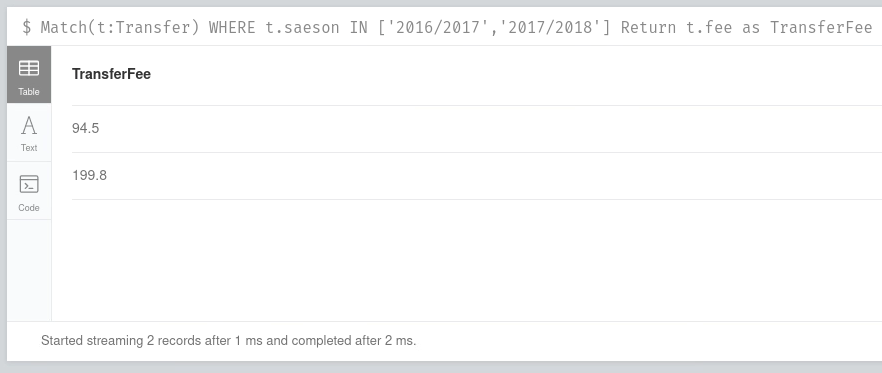 $ Match(t:Transfer) WHERE t.saeson IN ['2016/2017','2017/2018'] Return t.fee as TransferFee
Table
TransferFee
94.5
Text
199.8
Code
Started streaming 2 records after 1 ms and completed after 2 ms.